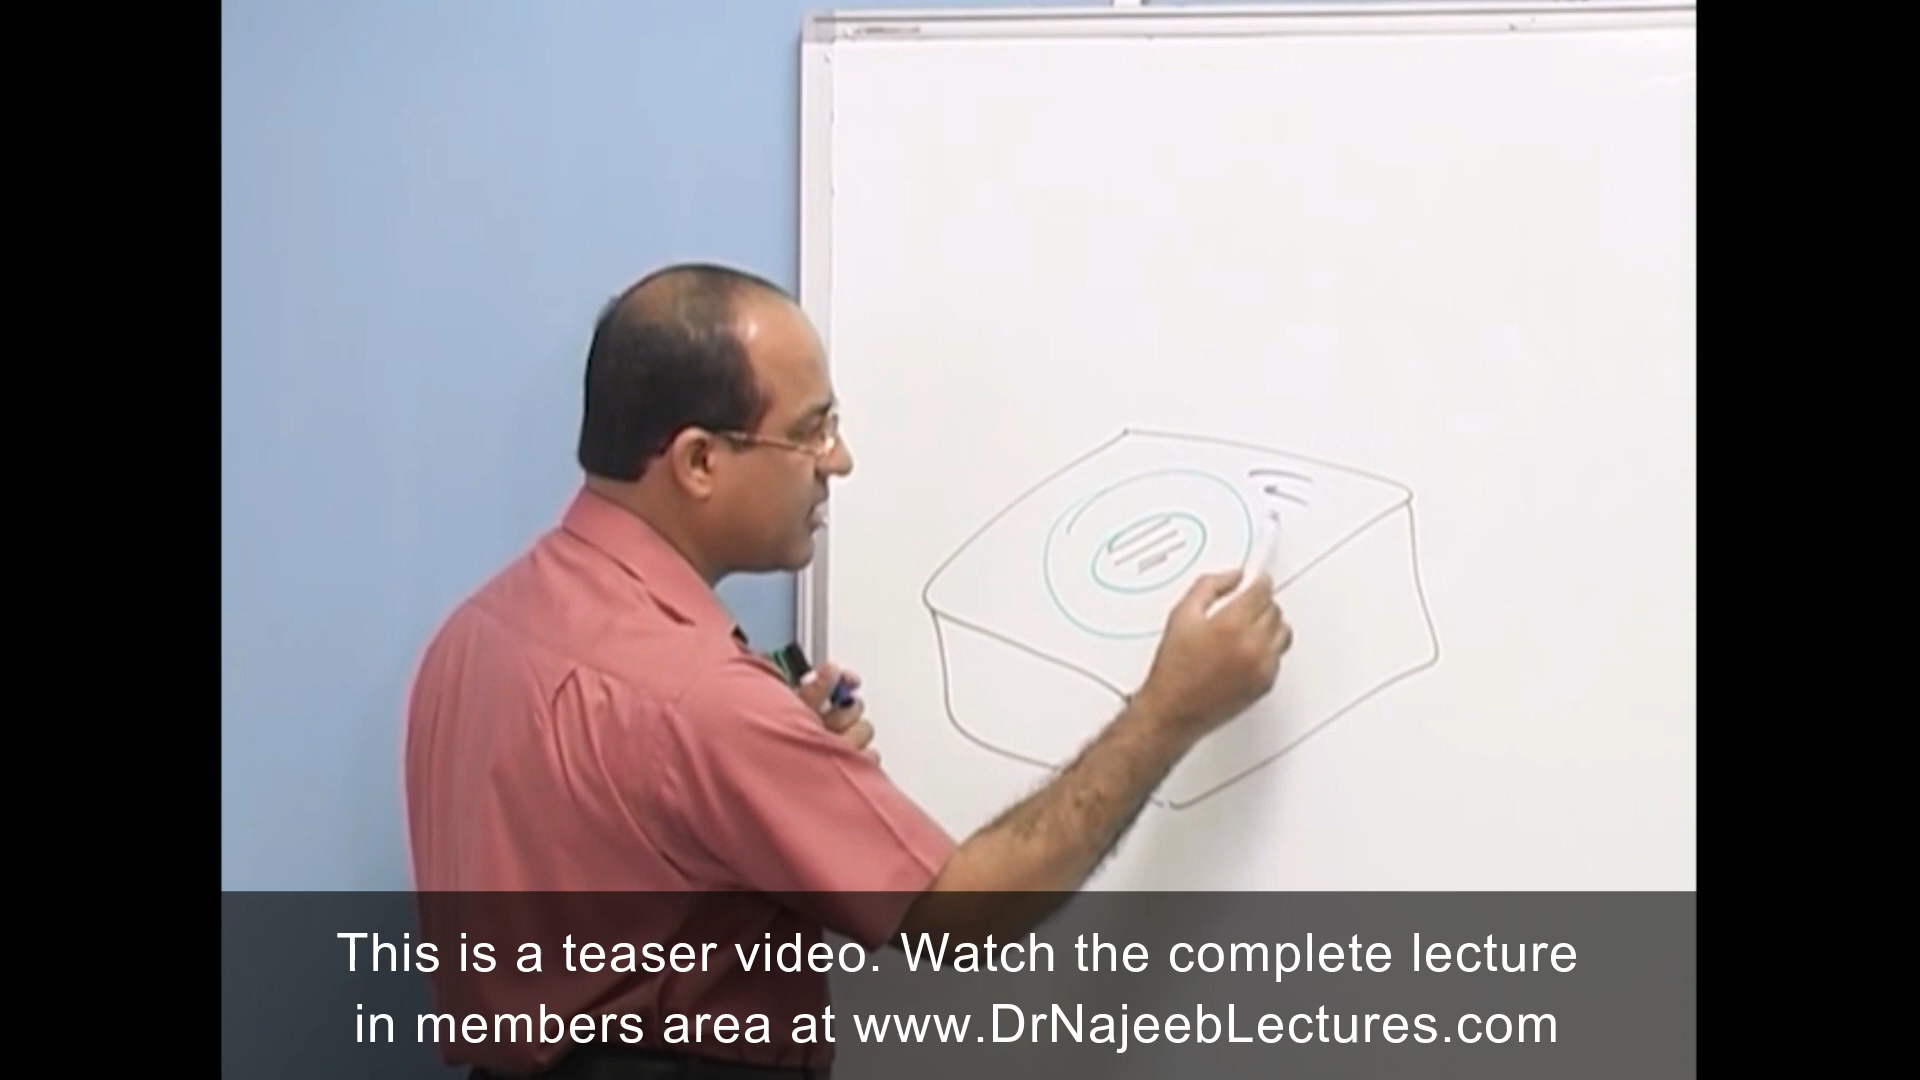 This is a teaser video. Watch the complete lecture
in members area at www.DrNajeebLectures.com